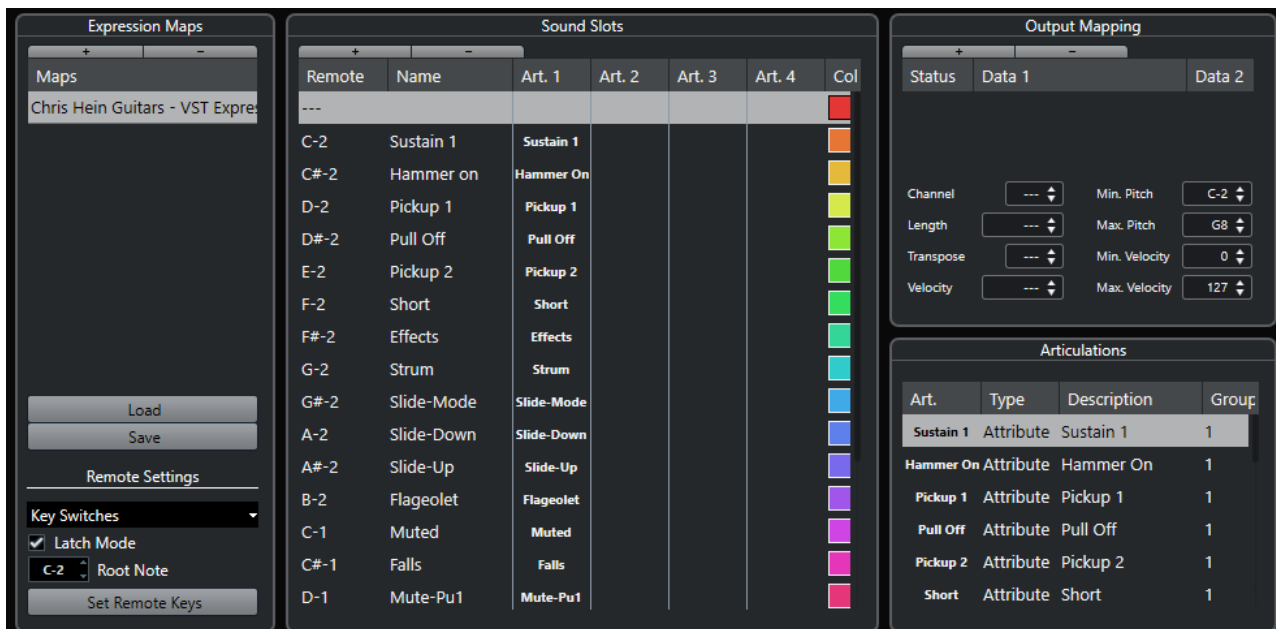 Expression Maps
+ -
Maps
Chris Hein Guitars - VST Expre
Load
Save
Remote Settings
Key Switches
Latch Mode
C-2 Root Note
Set Remote Keys
Sound Slots
+ -
Remote Name Art. 1 Art. 2 Art. 3 Art. 4 Col
---
C-2 Sustain 1 Sustain 1
C#-2 Hammer on Hammer On
D-2 Pickup 1 Pickup 1
D#-2 Pull Off Pull Off
E-2 Pickup 2 Pickup 2
F-2 Short Short
F#-2 Effects Effects
G-2 Strum Strum
G#-2 Slide-Mode Slide-Mode
A-2 Slide-Down Slide-Down
A#-2 Slide-Up Slide-Up
B-2 Flageolet Flageolet
C-1 Muted Muted
C#-1 Falls Falls
D-1 Mute-Pu1 Mute-Pu1
Output Mapping
+ -
Status Data 1 Data 2
Channel --- Min. Pitch C-2
Length --- Max. Pitch G8
Transpose --- Min. Velocity 0
Velocity --- Max. Velocity 127
Articulations
Art. Type Description Group
Sustain 1 Attribute Sustain 1 1
Hammer On Attribute Hammer On 1
Pickup 1 Attribute Pickup 1 1
Pull Off Attribute Pull Off 1
Pickup 2 Attribute Pickup 2 1
Short Attribute Short 1